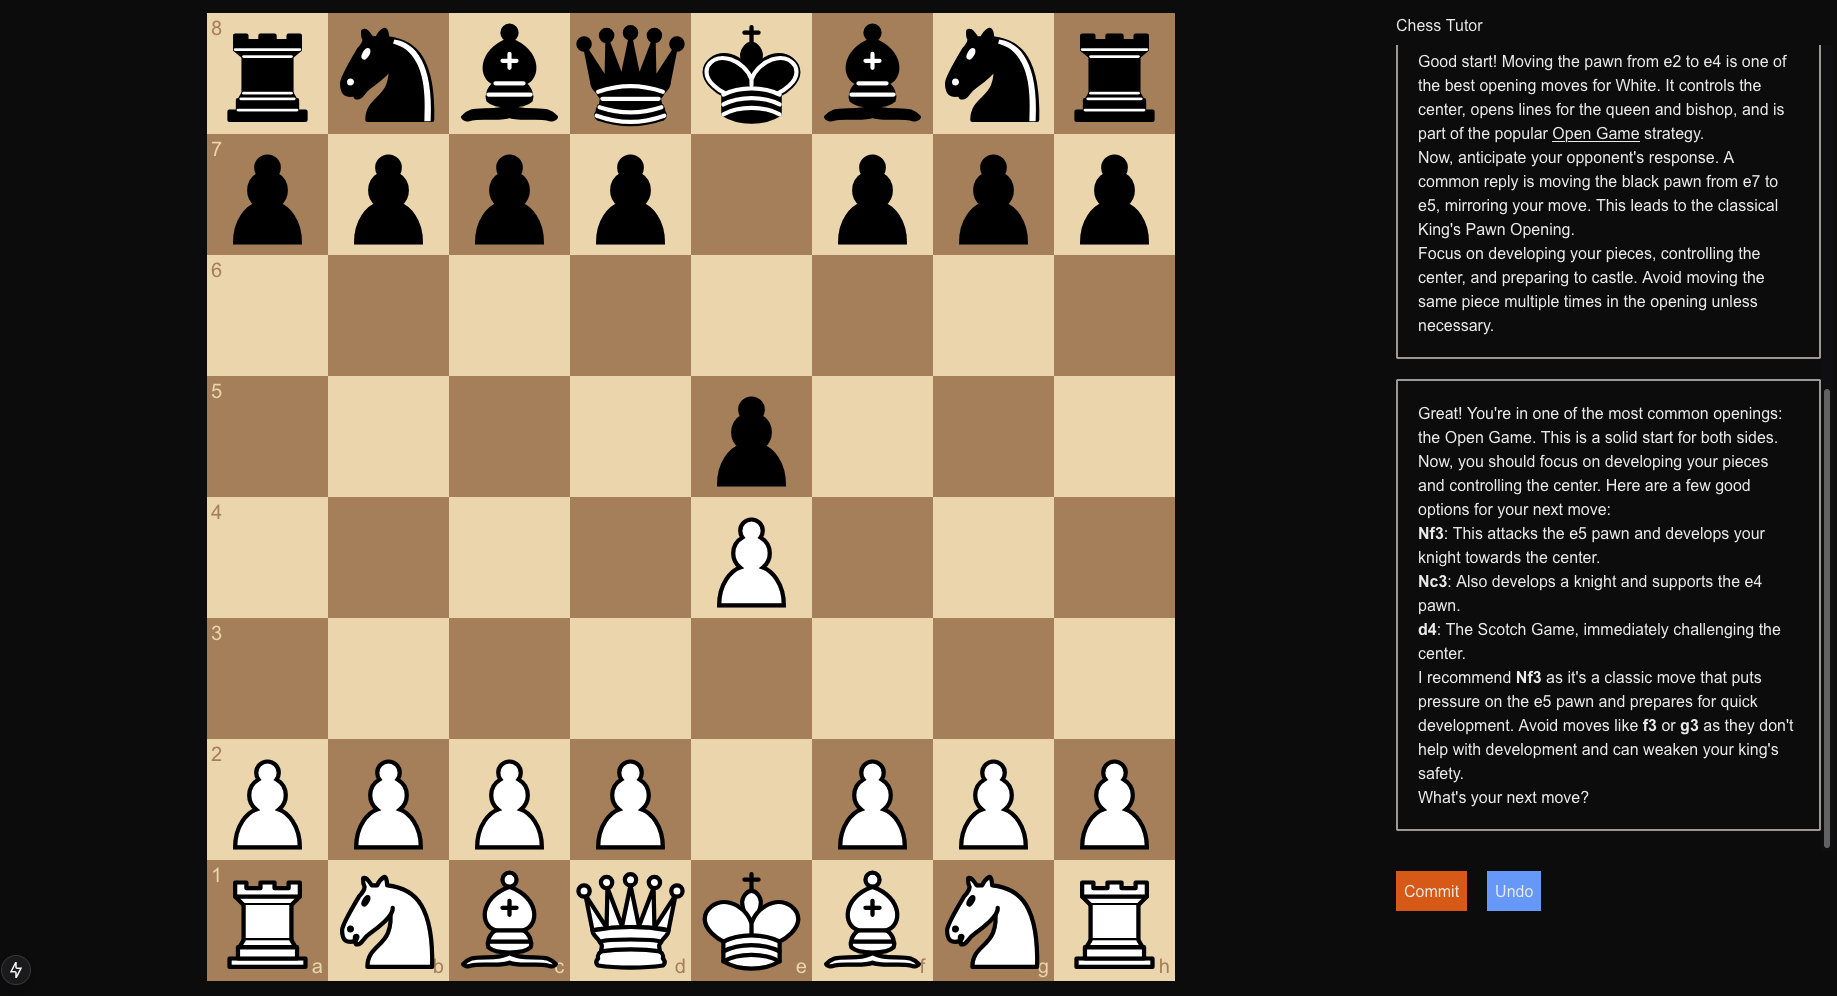 8
7
6
5
4
3
2
1
a b c d e f g h
Chess Tutor
Good start! Moving the pawn from e2 to e4 is one of
the best opening moves for White. It controls the
center, opens lines for the queen and bishop, and is
part of the popular Open Game strategy.
Now, anticipate your opponent's response. A
common reply is moving the black pawn from e7 to
e5, mirroring your move. This leads to the classical
King's Pawn Opening.
Focus on developing your pieces, controlling the
center, and preparing to castle. Avoid moving the
same piece multiple times in the opening unless
necessary.
Great! You're in one of the most common openings:
the Open Game. This is a solid start for both sides.
Now, you should focus on developing your pieces
and controlling the center. Here are a few good
options for your next move:
Nf3: This attacks the e5 pawn and develops your
knight towards the center.
Nc3: Also develops a knight and supports the e4
pawn.
d4: The Scotch Game, immediately challenging the
center.
I recommend Nf3 as it's a classic move that puts
pressure on the e5 pawn and prepares for quick
development. Avoid moves like f3 or g3 as they don't
help with development and can weaken your king's
safety.
What's your next move?
Commit Undo